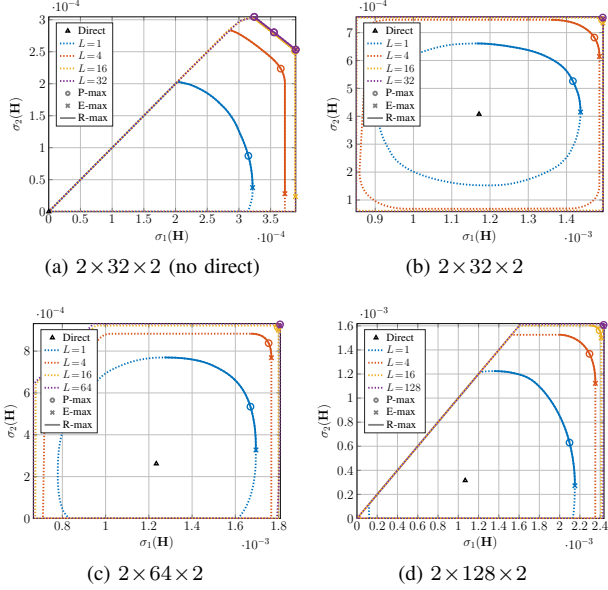 ·10⁻⁴
3
2.5
2
1.5
1
0.5
0
σ₂(H)
Direct
L=1
L=4
L=16
L=32
P-max
E-max
R-max
0 0.5 1 1.5 2 2.5 3 3.5
σ₁(H) ·10⁻⁴
(a) 2×32×2 (no direct)
·10⁻⁴
7
6
5
4
3
2
1
σ₂(H)
Direct
L=1
L=4
L=16
L=32
P-max
E-max
R-max
0.9 1 1.1 1.2 1.3 1.4
σ₁(H) ·10⁻³
(b) 2×32×2
·10⁻⁴
8
6
4
2
0
σ₂(H)
Direct
L=1
L=4
L=16
L=64
P-max
E-max
R-max
0.8 1 1.2 1.4 1.6 1.8
σ₁(H) ·10⁻³
(c) 2×64×2
·10⁻³
1.6
1.4
1.2
1
0.8
0.6
0.4
0.2
0
σ₂(H)
Direct
L=1
L=4
L=16
L=128
P-max
E-max
R-max
0 0.2 0.4 0.6 0.8 1 1.2 1.4 1.6 1.8 2 2.2 2.4
σ₁(H) ·10⁻³
(d) 2×128×2